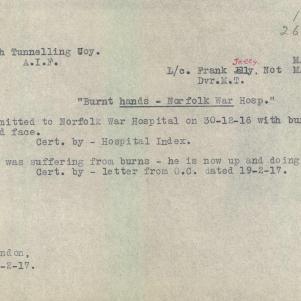 26
h Tunnelling Coy.
A.I.F.
Jelly.
L/c. Frank Elly, Not M
Dvr.M.T.
"Burnt hands - Norfolk War Hosp."
mitted to Norfolk War Hospital on 30-12-16 with bu
d face.
Cert. by - Hospital Index.
was suffering from burns - he is now up and doing
Cert. by - letter from O.C. dated 19-2-17.
ndon,
-2-17.